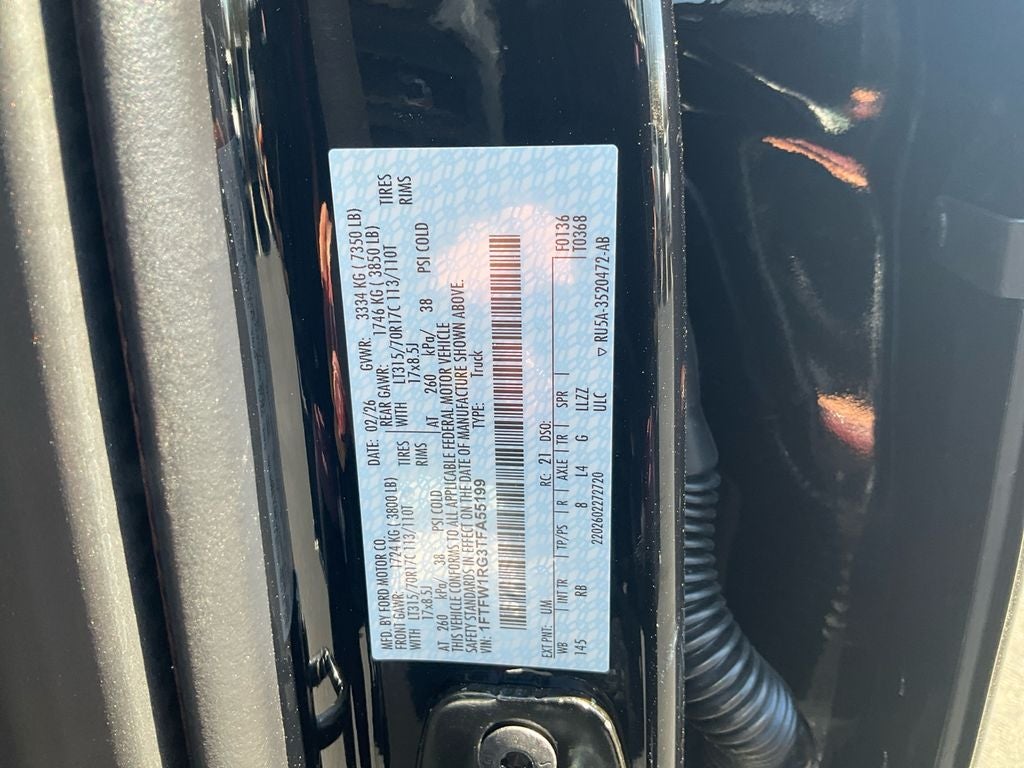 MFD. BY FORD MOTOR CO. DATE: 02/26 GVWR: 3334 KG ( 7350 LB)
FRONT GAWR: 1724 KG ( 3800 LB) REAR GAWR: 1746 KG ( 3850 LB)
WITH LT315/70R17C 113/110T TIRES WITH LT315/70R17C 113/110T TIRES
17x8.5J RIMS 17x8.5J RIMS
AT 260 kPa/ 38 PSI COLD AT 260 kPa/ 38 PSI COLD
THIS VEHICLE CONFORMS TO ALL APPLICABLE FEDERAL MOTOR VEHICLE
SAFETY STANDARDS IN EFFECT ON THE DATE OF MANUFACTURE SHOWN ABOVE.
VIN: 1FTFW1RG3TFA55199 TYPE: Truck
EXT PNT: UM RC: 21 DSO: F0136
WB INT TR TP/PS R AXLE TR SPR T0368
145 RB 8 L4 G LLZZ
2202602272720 ULC ▽ RU5A-3520472-AB